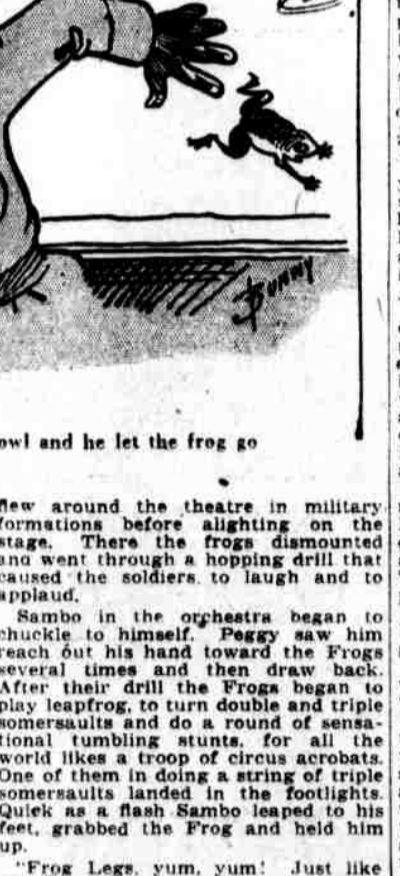 BUNNY
owl and he let the frog go
flew around the theatre in military
formations before alighting on the
stage. There the frogs dismounted
and went through a hopping drill that
caused the soldiers to laugh and to
applaud.
Sambo in the orchestra began to
chuckle to himself. Peggy saw him
reach out his hand toward the Frogs
several times and then draw back.
After their drill the Frogs began to
play leapfrog, to turn double and triple
somersaults and do a round of sensa-
tional tumbling stunts, for all the
world likes a troop of circus acrobats.
One of them in doing a string of triple
somersaults landed in the footlights.
Quick as a flash Sambo leaped to his
feet, grabbed the Frog and held him
up.
"Frog Legs, yum, yum! Just like